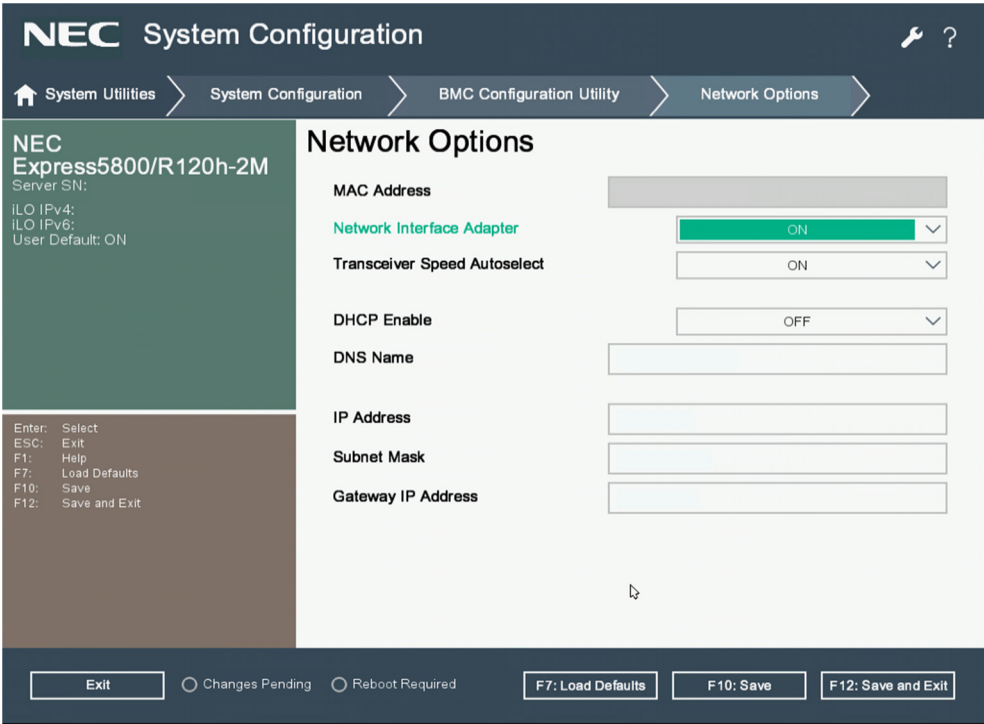 NEC System Configuration
?
System Utilities System Configuration BMC Configuration Utility Network Options
NEC
Express5800/R120h-2M
Server SN:
iLO IPv4:
iLO IPv6:
User Default: ON
Enter: Select
ESC: Exit
F1: Help
F7: Load Defaults
F10: Save
F12: Save and Exit
Network Options
MAC Address
Network Interface Adapter ON
Transceiver Speed Autoselect ON
DHCP Enable OFF
DNS Name
IP Address
Subnet Mask
Gateway IP Address
Exit Changes Pending Reboot Required F7: Load Defaults F10: Save F12: Save and Exit